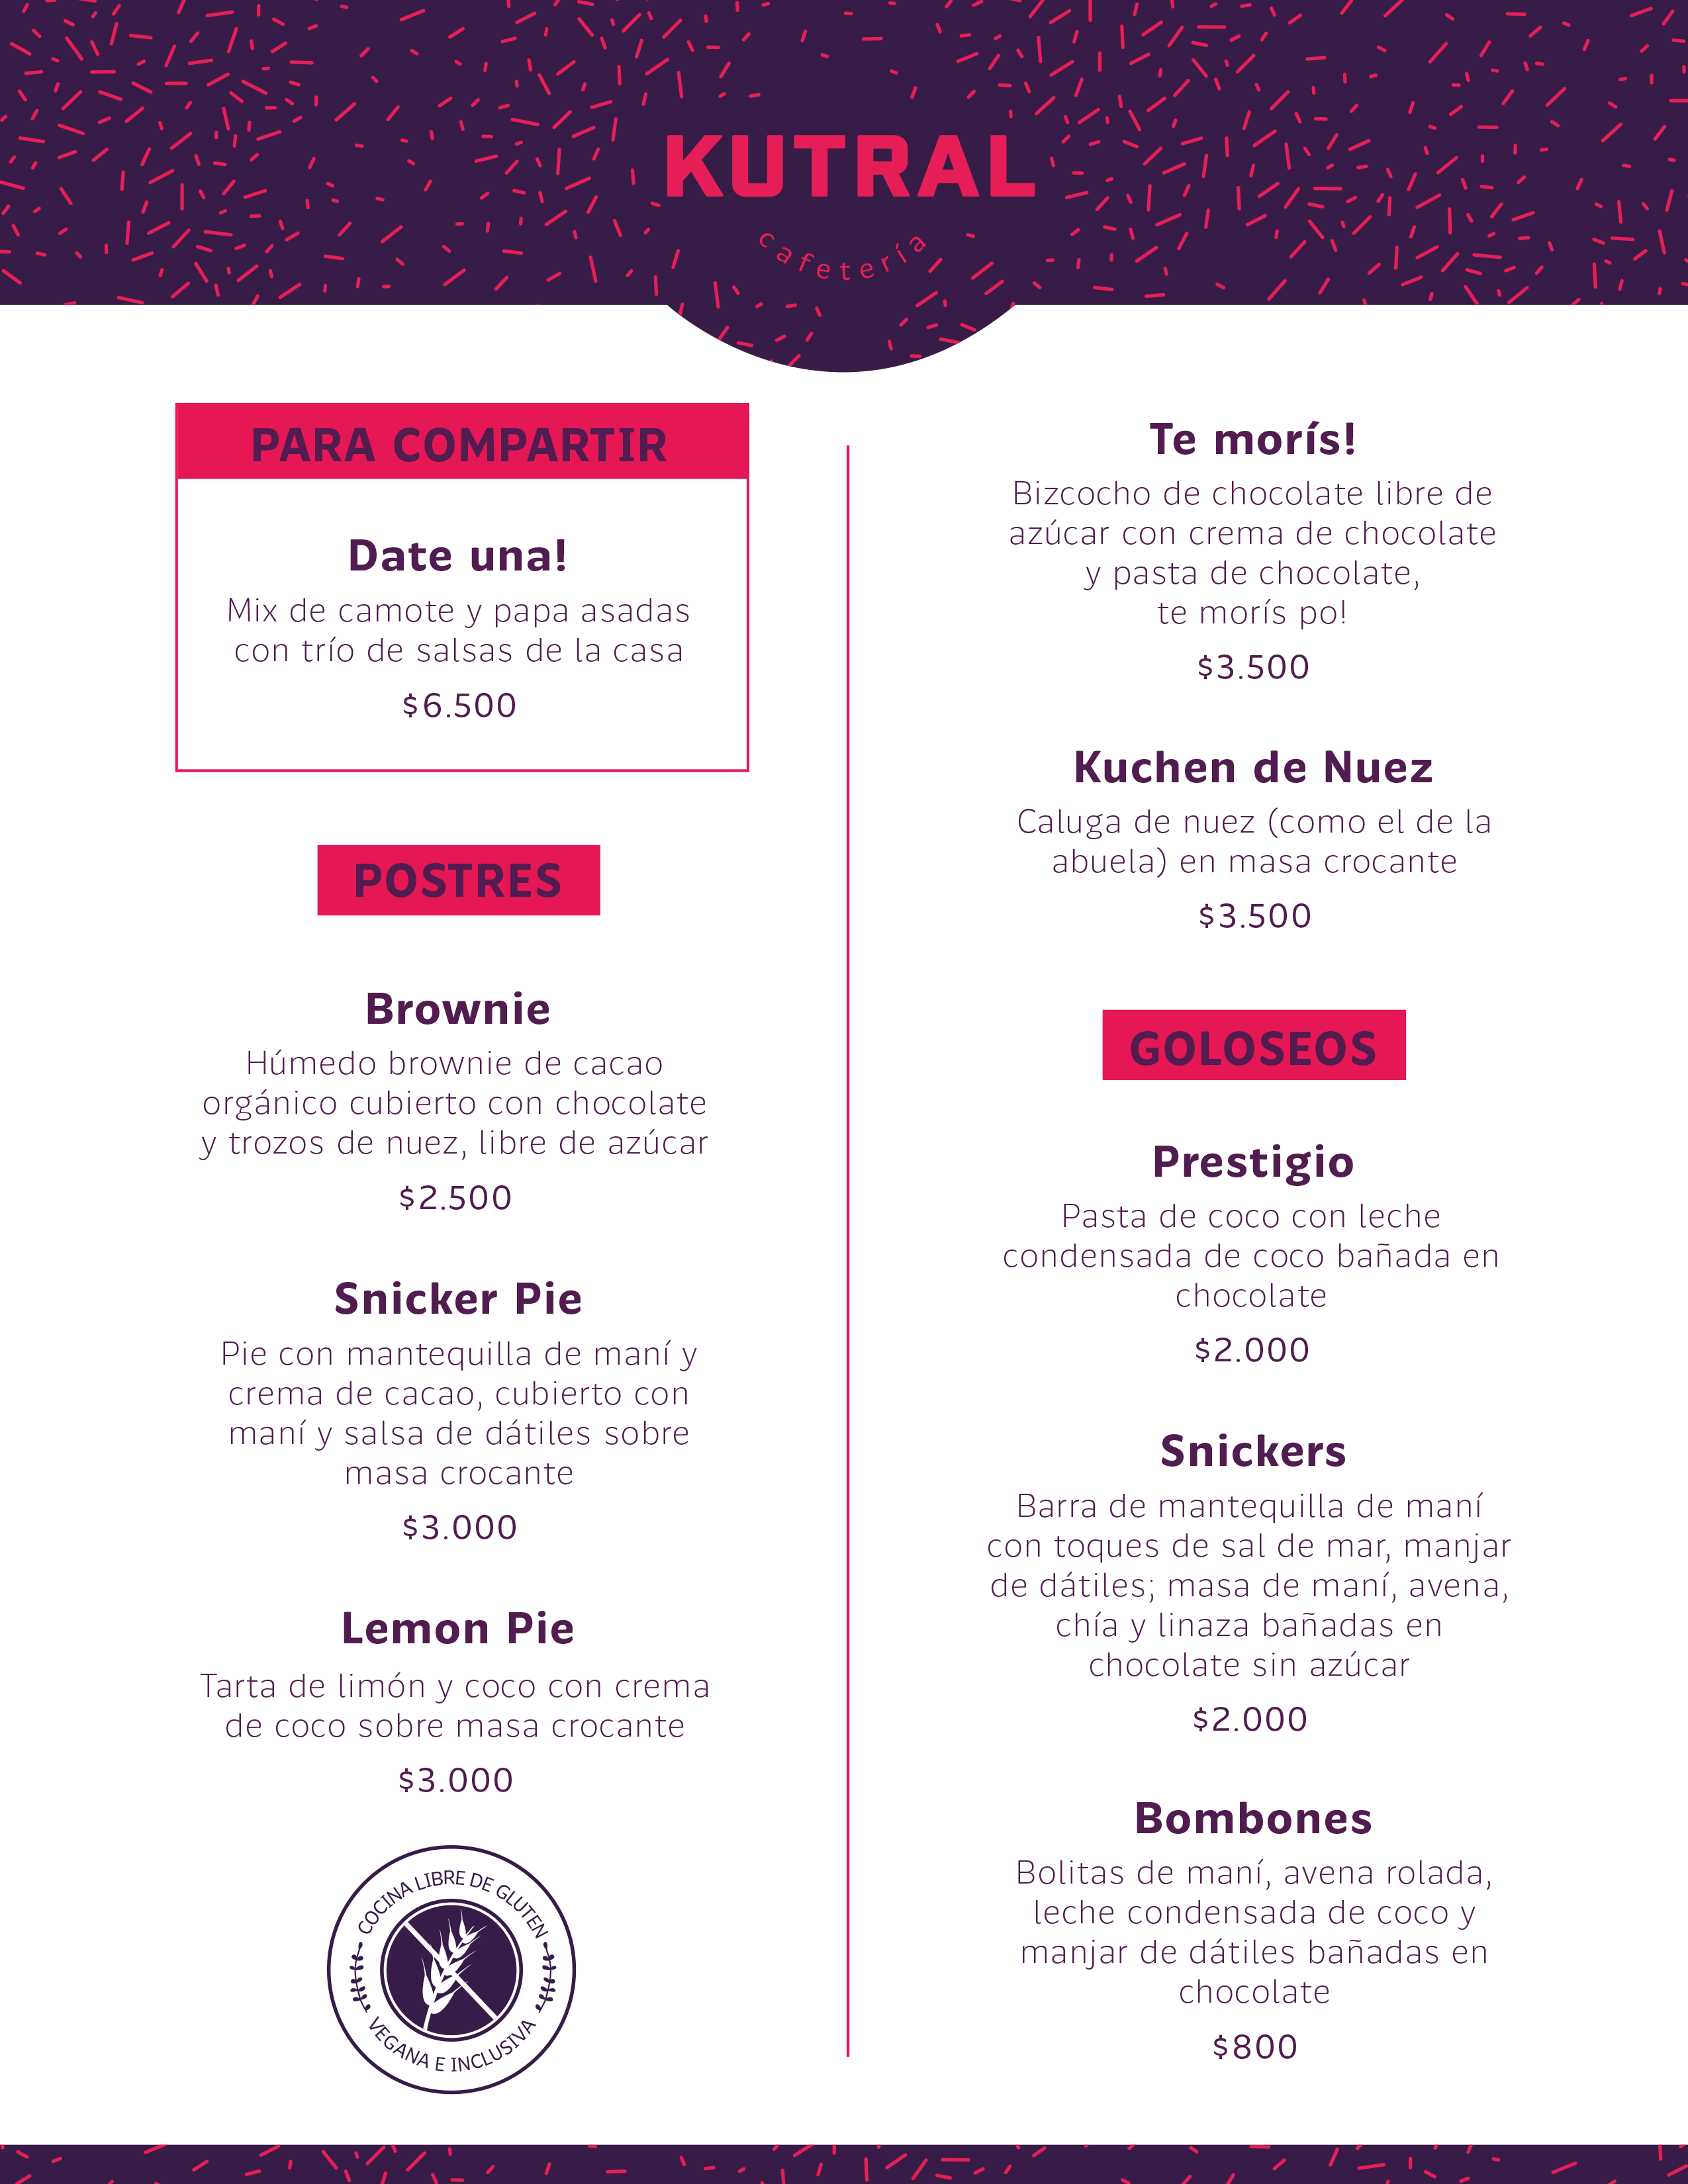 KUTRAL
cafetería
PARA COMPARTIR
Date una!
Mix de camote y papa asadas
con trío de salsas de la casa
$6.500
POSTRES
Brownie
Húmedo brownie de cacao
orgánico cubierto con chocolate
y trozos de nuez, libre de azúcar
$2.500
Snicker Pie
Pie con mantequilla de maní y
crema de cacao, cubierto con
maní y salsa de dátiles sobre
masa crocante
$3.000
Lemon Pie
Tarta de limón y coco con crema
de coco sobre masa crocante
$3.000
COCINA LIBRE DE GLUTEN
VEGANA E INCLUSIVA
Te morís!
Bizcocho de chocolate libre de
azúcar con crema de chocolate
y pasta de chocolate,
te morís po!
$3.500
Kuchen de Nuez
Caluga de nuez (como el de la
abuela) en masa crocante
$3.500
GOLOSEOS
Prestigio
Pasta de coco con leche
condensada de coco bañada en
chocolate
$2.000
Snickers
Barra de mantequilla de maní
con toques de sal de mar, manjar
de dátiles; masa de maní, avena,
chía y linaza bañadas en
chocolate sin azúcar
$2.000
Bombones
Bolitas de maní, avena rolada,
leche condensada de coco y
manjar de dátiles bañadas en
chocolate
$800